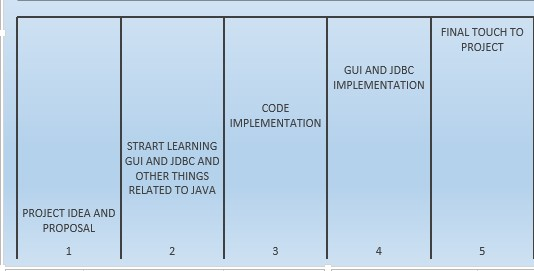 PROJECT IDEA AND
PROPOSAL
1
STRART LEARNING
GUI AND JDBC AND
OTHER THINGS
RELATED TO JAVA
2
CODE
IMPLEMENTATION
3
GUI AND JDBC
IMPLEMENTATION
4
FINAL TOUCH TO
PROJECT
5